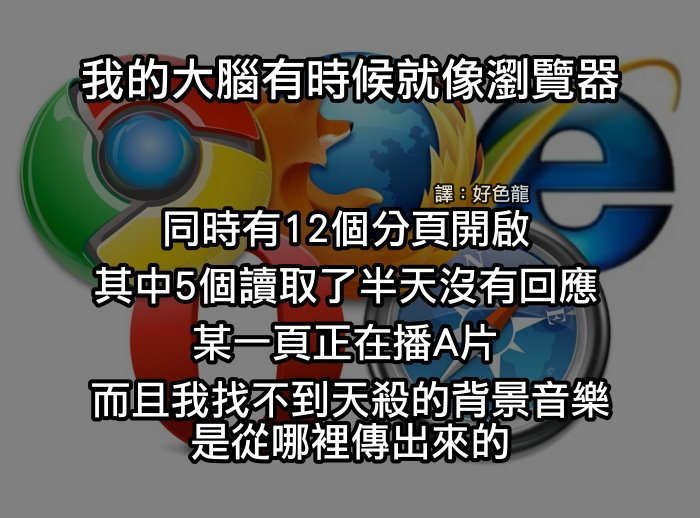 我的大腦有時候就像瀏覽器
譯：好色龍
同時有12個分頁開啟
其中5個讀取了半天沒有回應
某一頁正在播A片
而且我找不到天殺的背景音樂
是從哪裡傳出來的